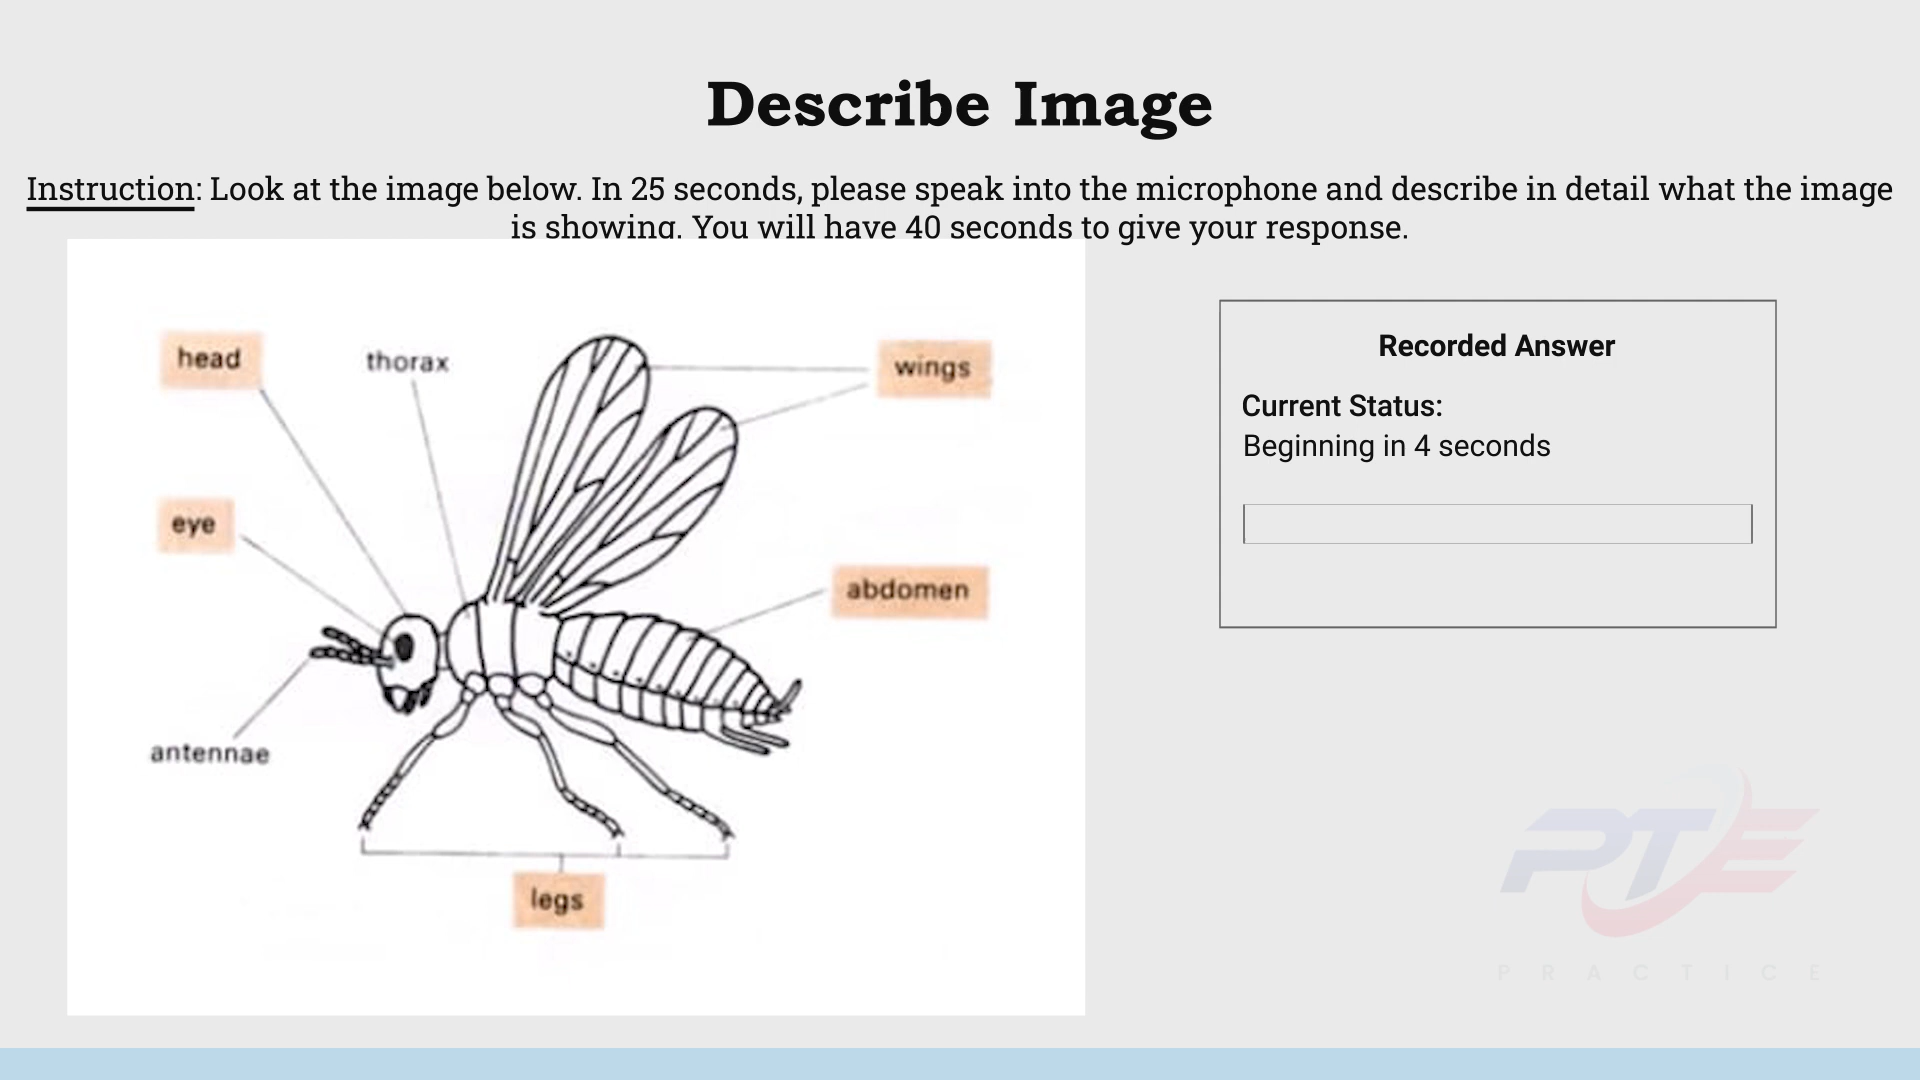 Describe Image
Instruction: Look at the image below. In 25 seconds, please speak into the microphone and describe in detail what the image
is showing. You will have 40 seconds to give your response.
head
thorax
wings
eye
abdomen
antennae
legs
Recorded Answer
Current Status:
Beginning in 4 seconds
PTE
PRACTICE